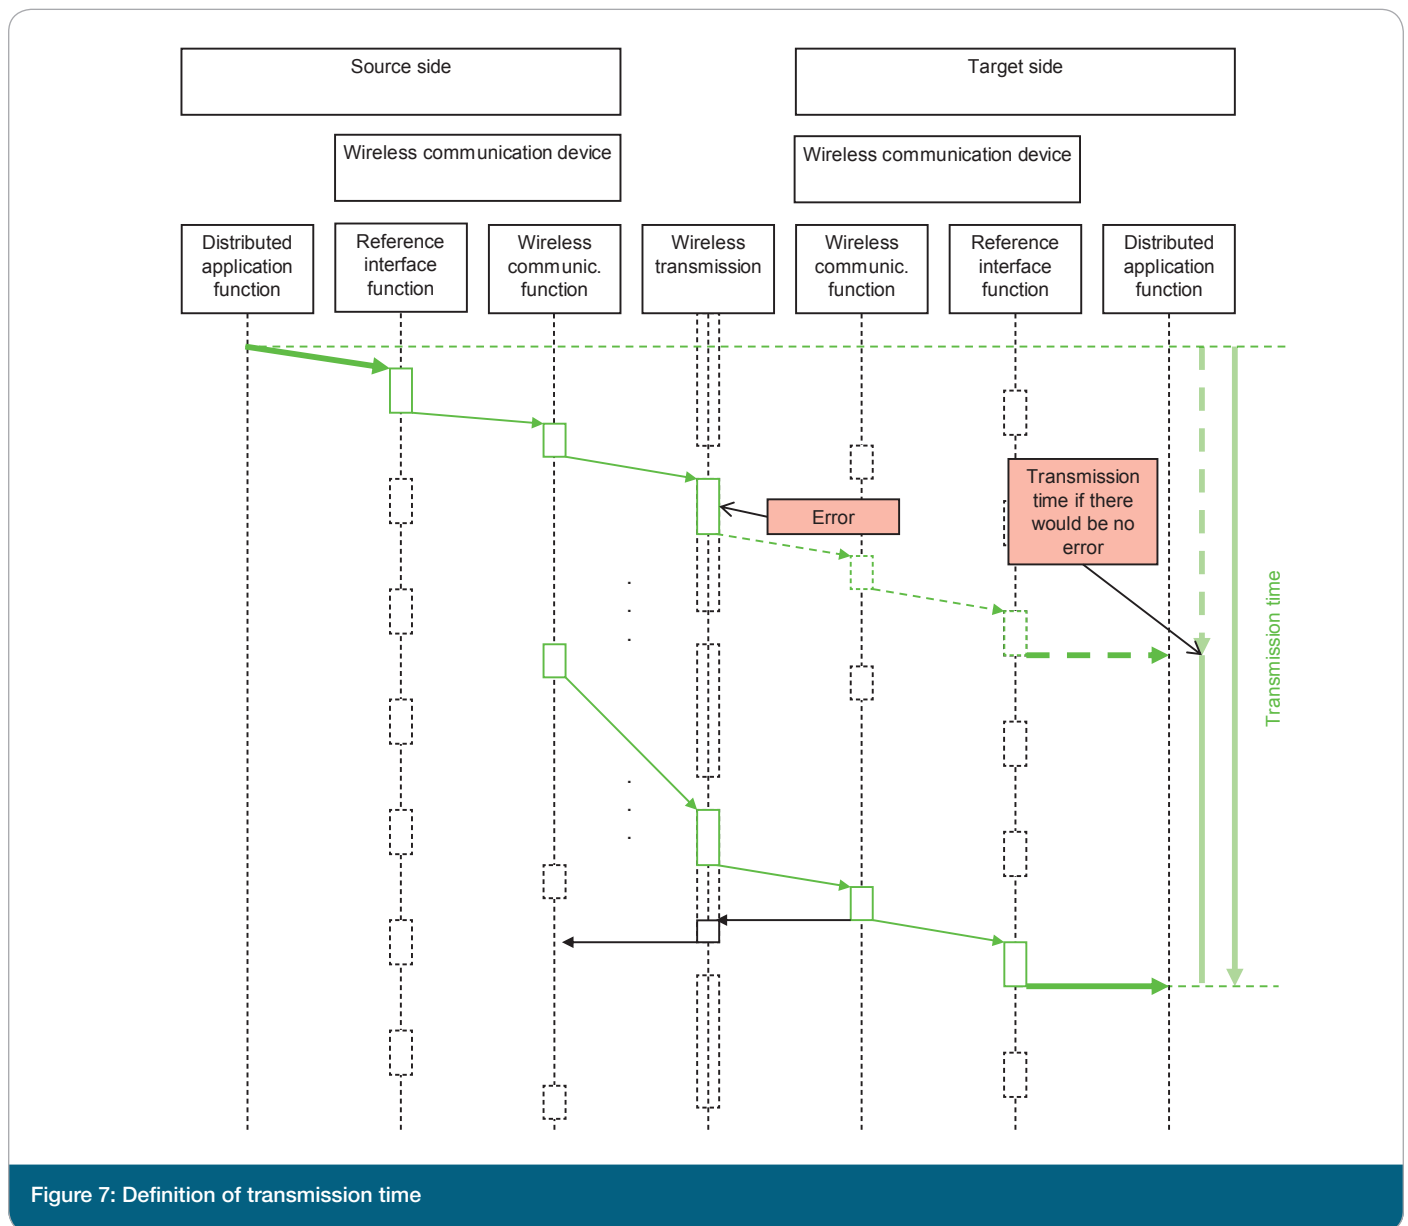 Source side
Target side
Wireless communication device
Wireless communication device
Distributed
application
function
Reference
interface
function
Wireless
communic.
function
Wireless
transmission
Wireless
communic.
function
Reference
interface
function
Distributed
application
function
Error
Transmission
time if there
would be no
error
Transmission time
Figure 7: Definition of transmission time